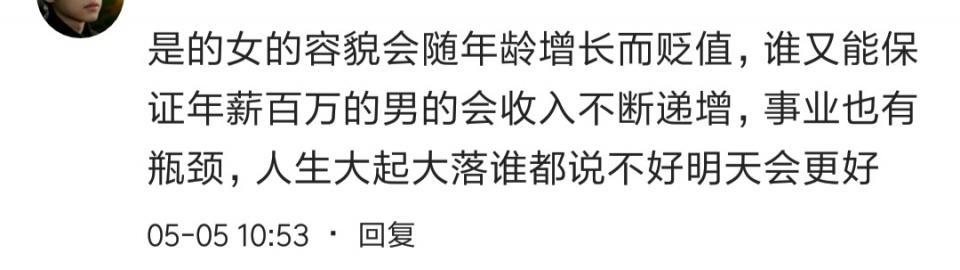 是的女的容貌会随年龄增长而贬值，谁又能保
证年薪百万的男的会收入不断递增，事业也有
瓶颈，人生大起大落谁都说不好明天会更好
05-05 10:53 · 回复